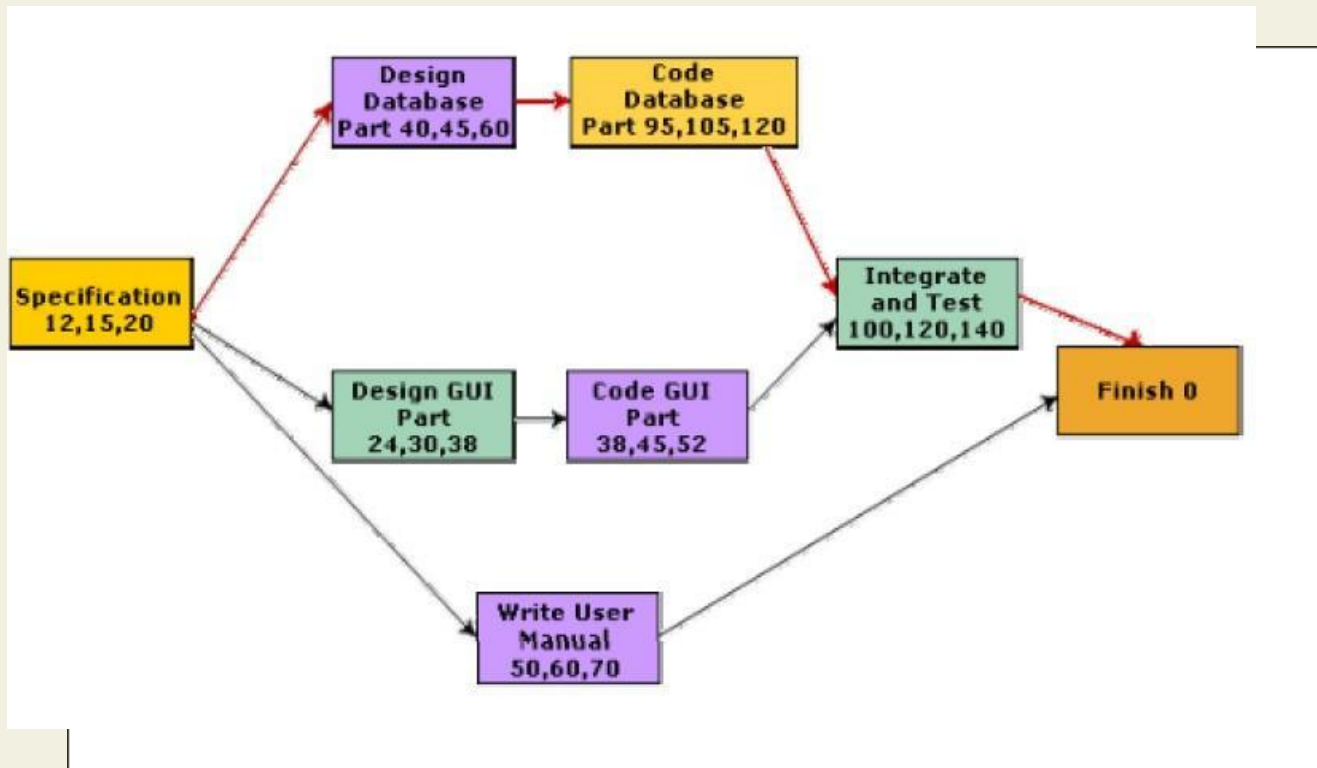 Design
Database
Part 40,45,60
Code
Database
Part 95,105,120
Specification
12,15,20
Integrate
and Test
100,120,140
Design GUI
Part
24,30,38
Code GUI
Part
38,45,52
Finish 0
Write User
Manual
50,60,70